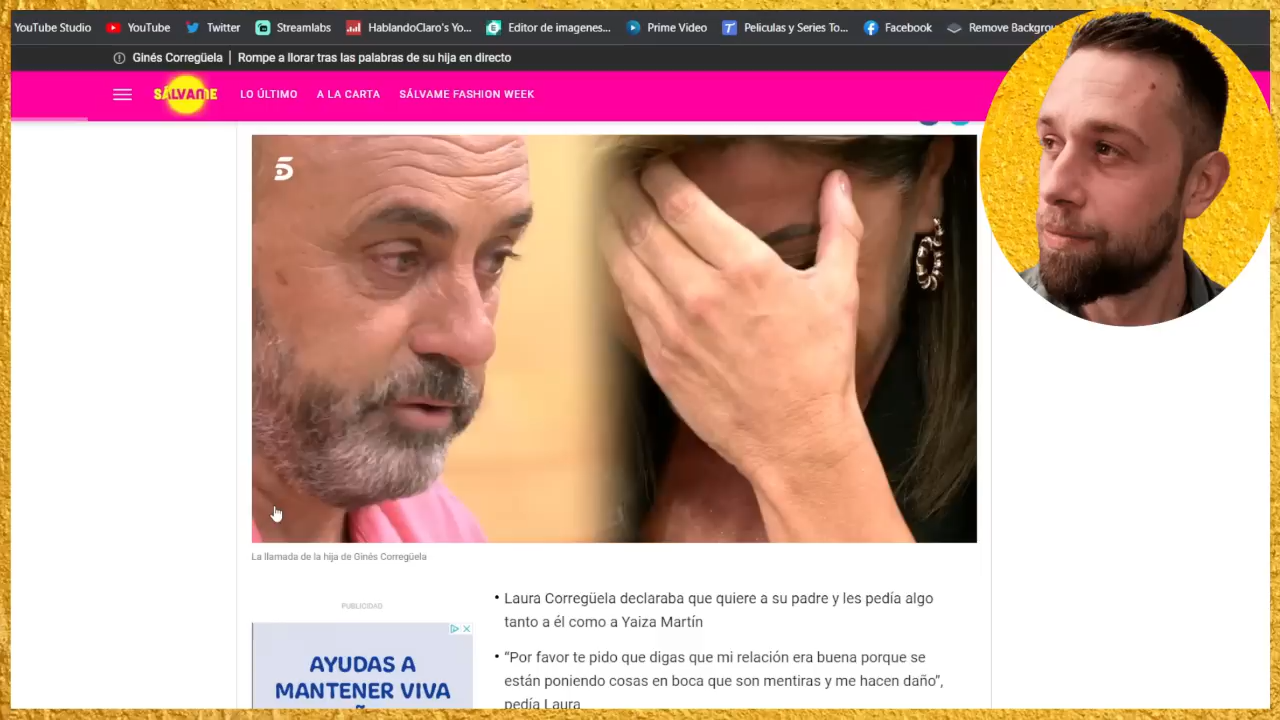 YouTube Studio YouTube Twitter Streamlabs HablandoClaro's Yo... Editor de imagenes... Prime Video Peliculas y Series To... Facebook Remove Backgrou
Ginés Corregüela | Rompe a llorar tras las palabras de su hija en directo
SÁLVAME LO ÚLTIMO A LA CARTA SÁLVAME FASHION WEEK
5
La llamada de la hija de Ginés Corregüela
PUBLICIDAD
AYUDAS A
MANTENER VIVA
• Laura Corregüela declaraba que quiere a su padre y les pedía algo
tanto a él como a Yaiza Martín
• “Por favor te pido que digas que mi relación era buena porque se
están poniendo cosas en boca que son mentiras y me hacen daño”,
pedía Laura